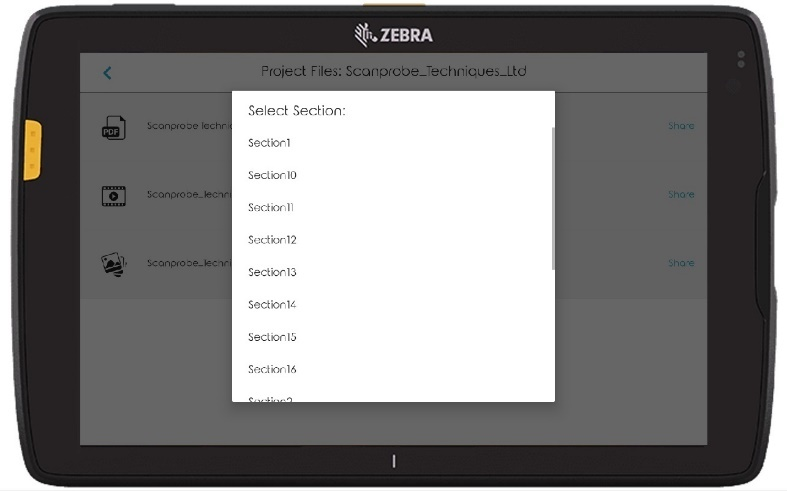 ZEBRA
Project Files: Scanprobe_Techniques_Ltd
Select Section:
PDF
Scanprobe Techni
Share
Section1
Section10
Scanprobe_Techni
Share
Section11
Section12
Scanprobe_Techni
Share
Section13
Section14
Section15
Section16
Section2